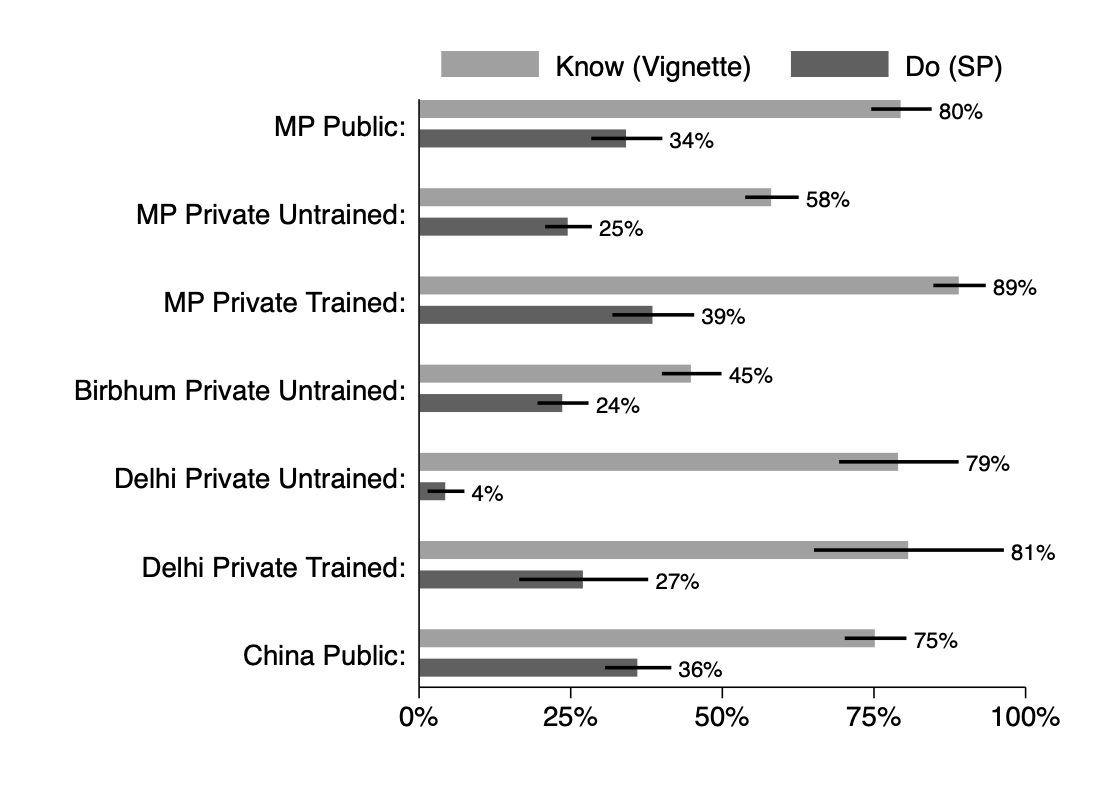 Know (Vignette) Do (SP)
MP Public: 80%
34%
MP Private Untrained: 58%
25%
MP Private Trained: 89%
39%
Birbhum Private Untrained: 45%
24%
Delhi Private Untrained: 79%
4%
Delhi Private Trained: 81%
27%
China Public: 75%
36%
0% 25% 50% 75% 100%